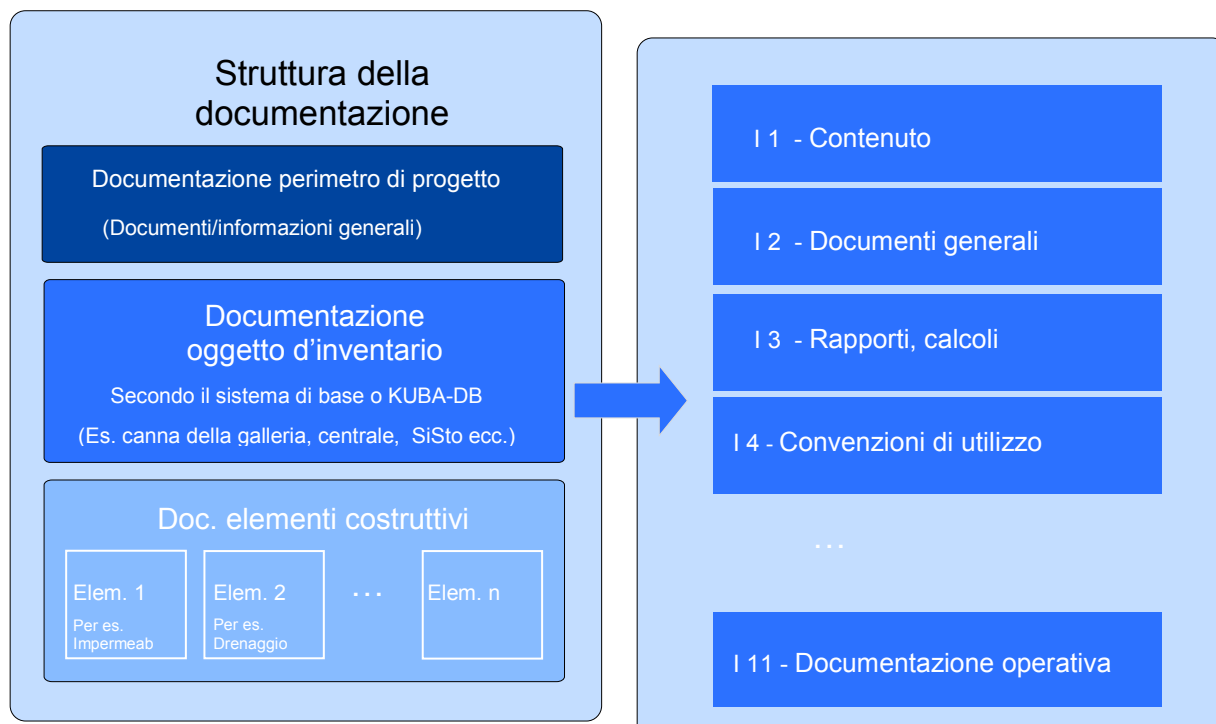 Struttura della
documentazione
Documentazione perimetro di progetto
(Documenti/informazioni generali)
Documentazione
oggetto d'inventario
Secondo il sistema di base o KUBA-DB
(Es. canna della galleria, centrale, SiSto ecc.)
Doc. elementi costruttivi
Elem. 1
Per es.
Impermeab
Elem. 2
Per es.
Drenaggio
...
Elem. n
I 1 - Contenuto
I 2 - Documenti generali
I 3 - Rapporti, calcoli
I 4 - Convenzioni di utilizzo
...
I 11 - Documentazione operativa